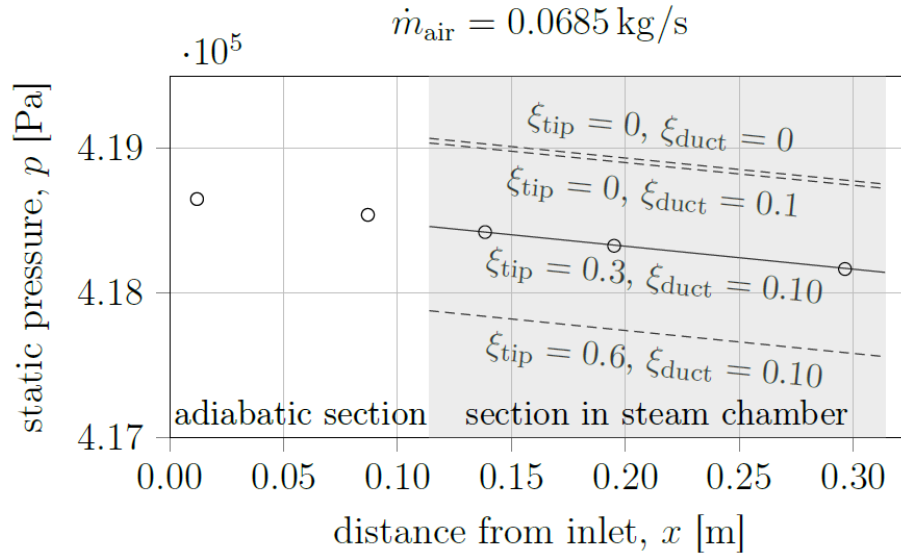 ṁ_air = 0.0685 kg/s
·10⁵
static pressure, p [Pa]
4.19
4.18
4.17
ξ_tip = 0, ξ_duct = 0
ξ_tip = 0, ξ_duct = 0.1
ξ_tip = 0.3, ξ_duct = 0.10
ξ_tip = 0.6, ξ_duct = 0.10
adiabatic section
section in steam chamber
0.00 0.05 0.10 0.15 0.20 0.25 0.30
distance from inlet, x [m]